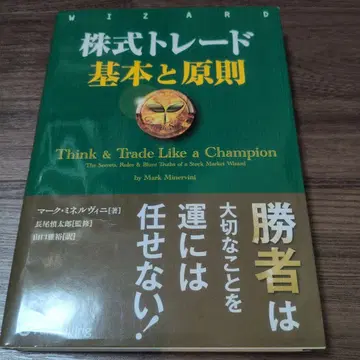 WIZARD
株式トレード
基本と原則
Think & Trade Like a Champion
The Secrets, Rules & Blunt Truths of a Stock Market Wizard
by Mark Minervini
マーク・ミネルヴィニ[著]
長尾慎太郎[監修]
山口雅裕[訳]
勝者は
大切なことを
運には
任せない!